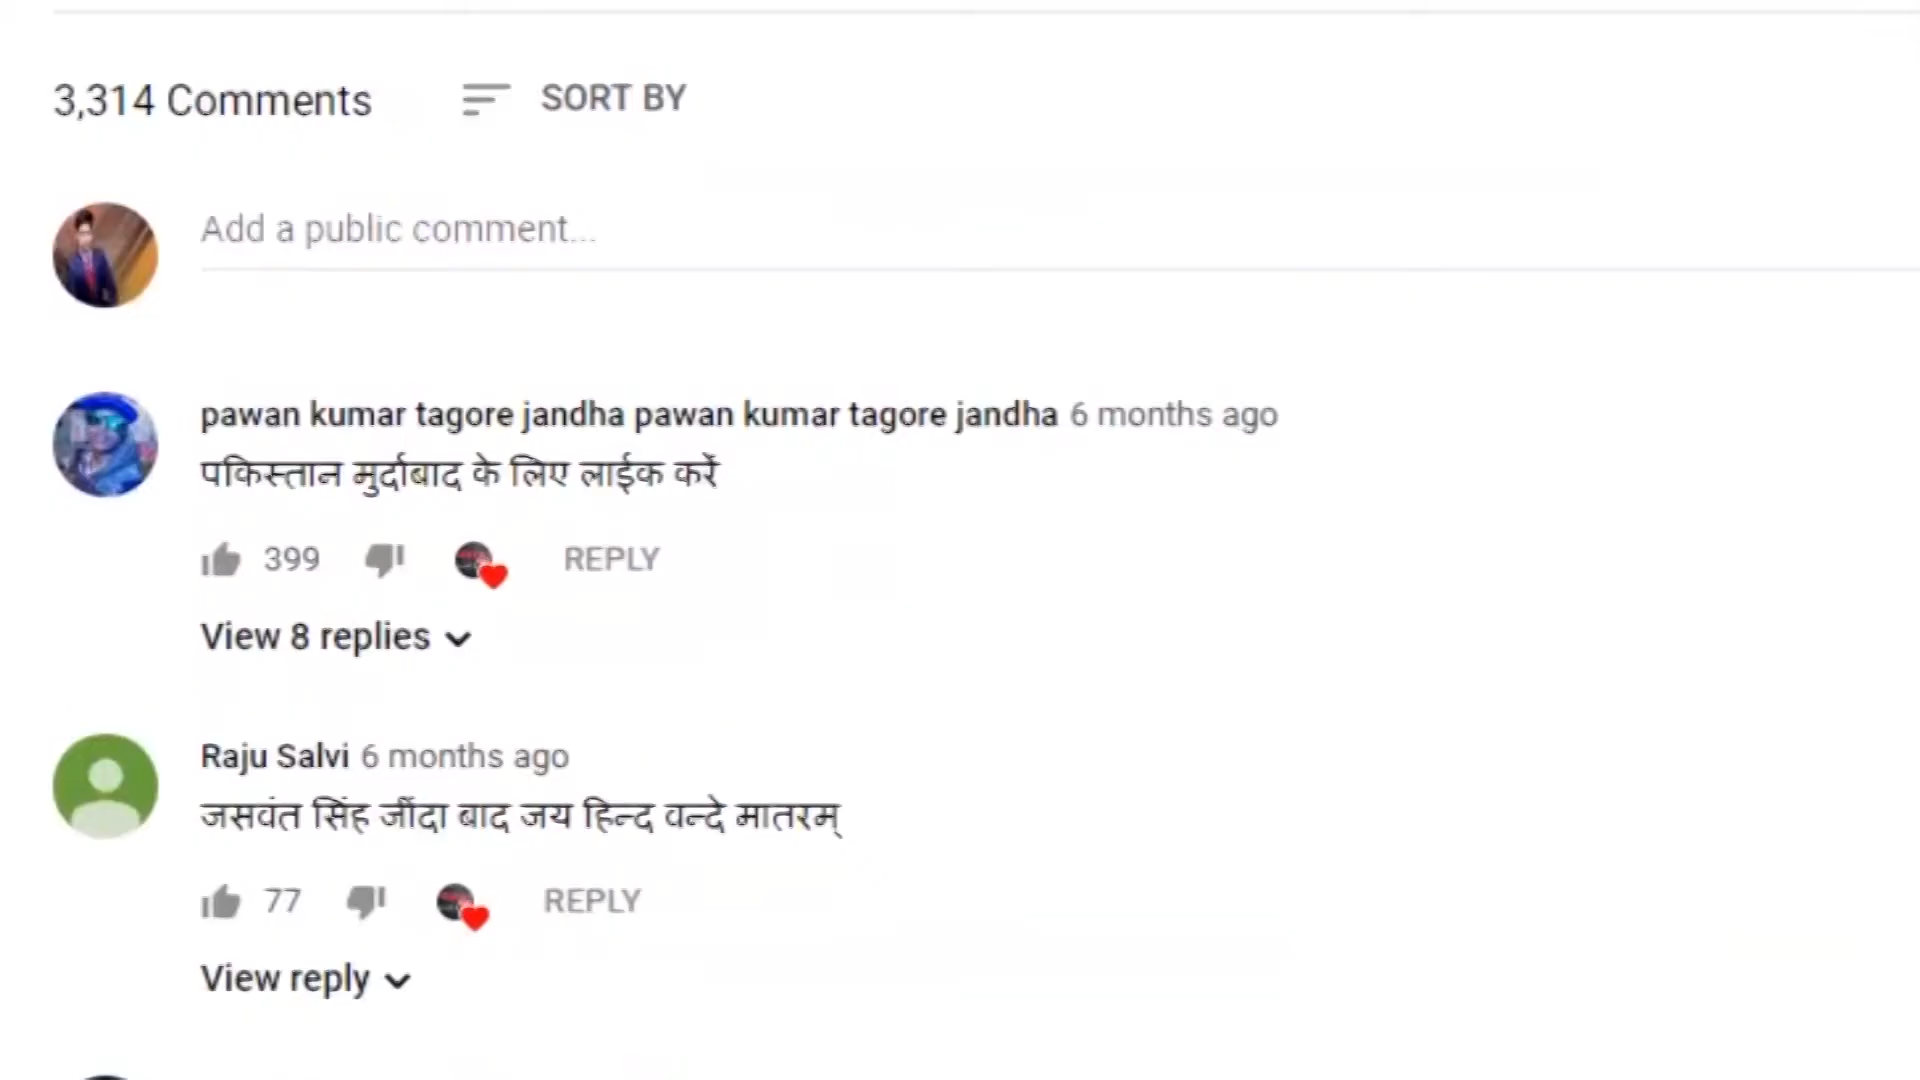 3,314 Comments SORT BY
Add a public comment...
pawan kumar tagore jandha pawan kumar tagore jandha 6 months ago
पकिस्तान मुर्दाबाद के लिए लाईक करें
399 REPLY
View 8 replies
Raju Salvi 6 months ago
जसवंत सिंह जींदा बाद जय हिन्द वन्दे मातरम्
77 REPLY
View reply